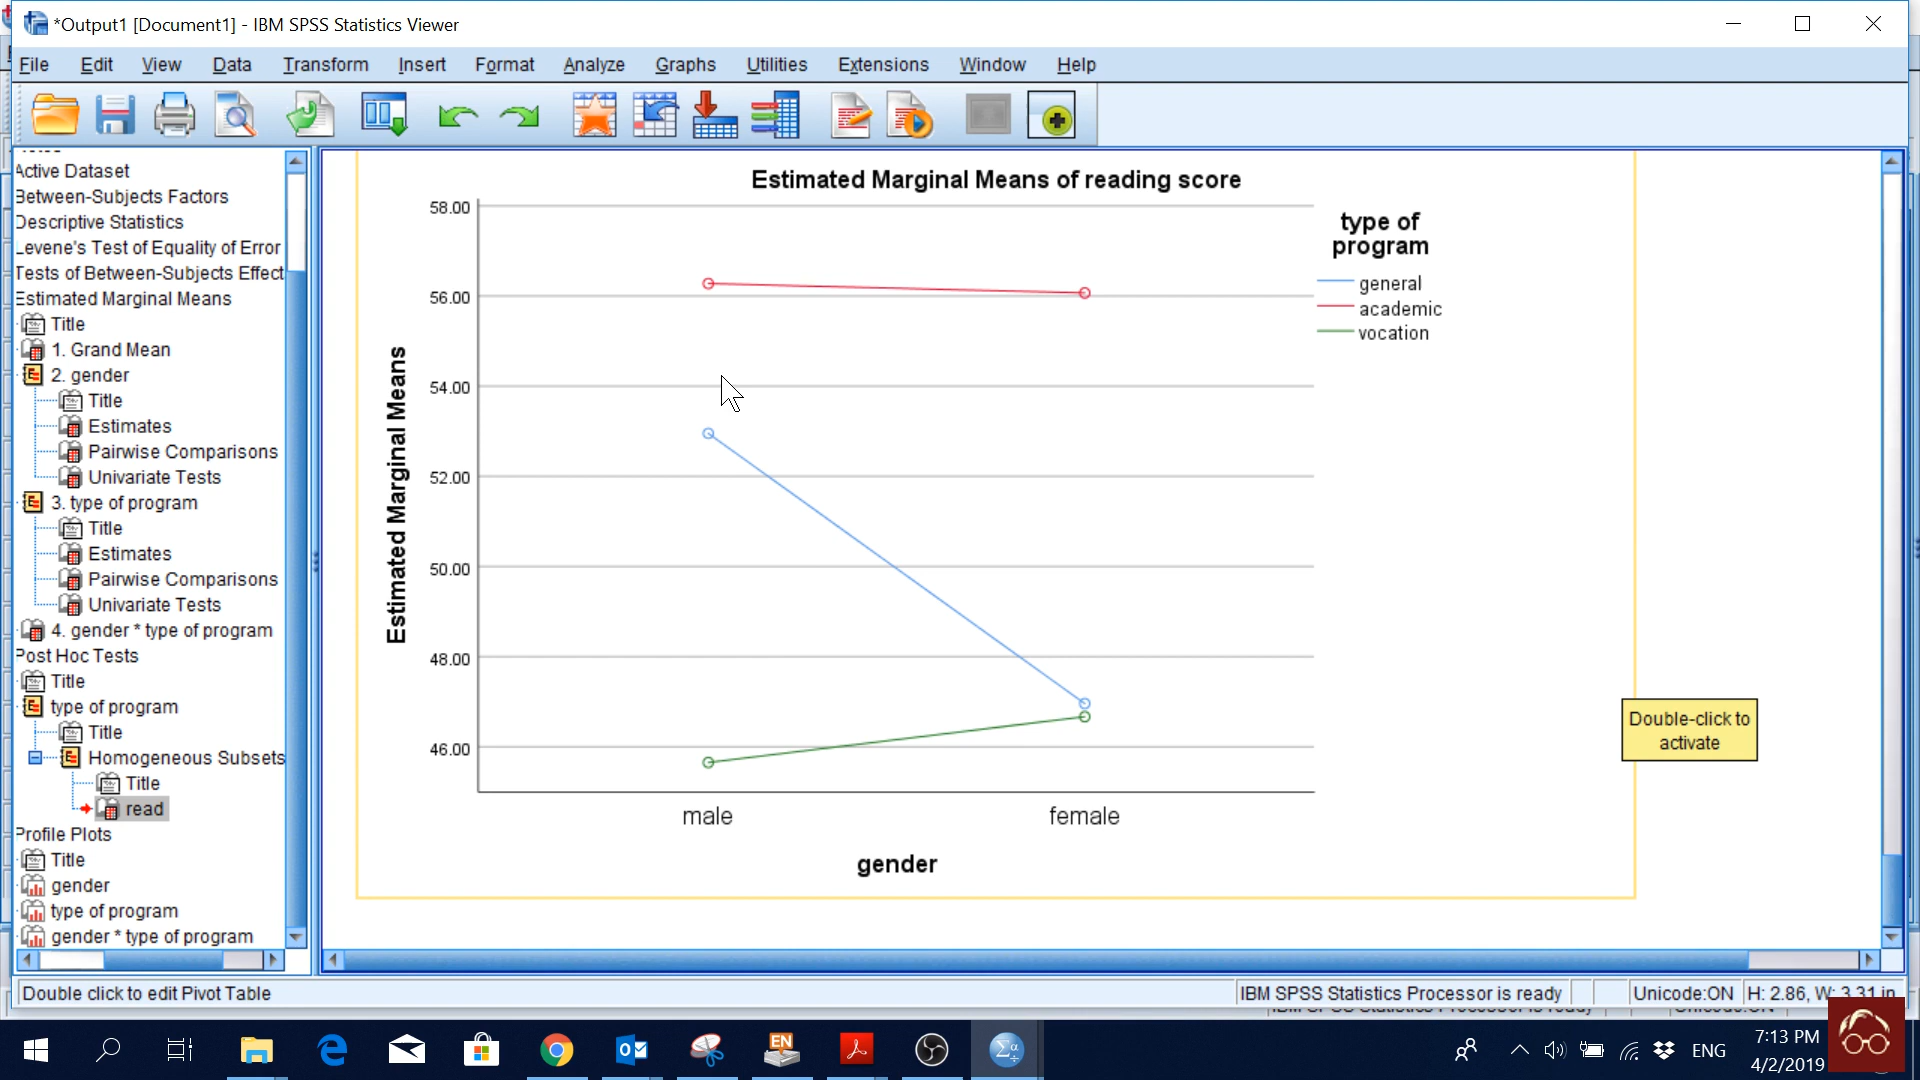 *Output1 [Document1] - IBM SPSS Statistics Viewer
File Edit View Data Transform Insert Format Analyze Graphs Utilities Extensions Window Help
Active Dataset
Between-Subjects Factors
Descriptive Statistics
Levene's Test of Equality of Error
Tests of Between-Subjects Effect
Estimated Marginal Means
Title
1. Grand Mean
2. gender
Title
Estimates
Pairwise Comparisons
Univariate Tests
3. type of program
Title
Estimates
Pairwise Comparisons
Univariate Tests
4. gender * type of program
Post Hoc Tests
Title
type of program
Title
Homogeneous Subsets
Title
read
Profile Plots
Title
gender
type of program
gender * type of program
Estimated Marginal Means of reading score
58.00
56.00
54.00
52.00
50.00
48.00
46.00
Estimated Marginal Means
male female
gender
type of
program
general
academic
vocation
Double-click to
activate
Double click to edit Pivot Table
IBM SPSS Statistics Processor is ready
Unicode:ON
H: 2.86, W: 3.31 in
EN
ENG
7:13 PM
4/2/2019